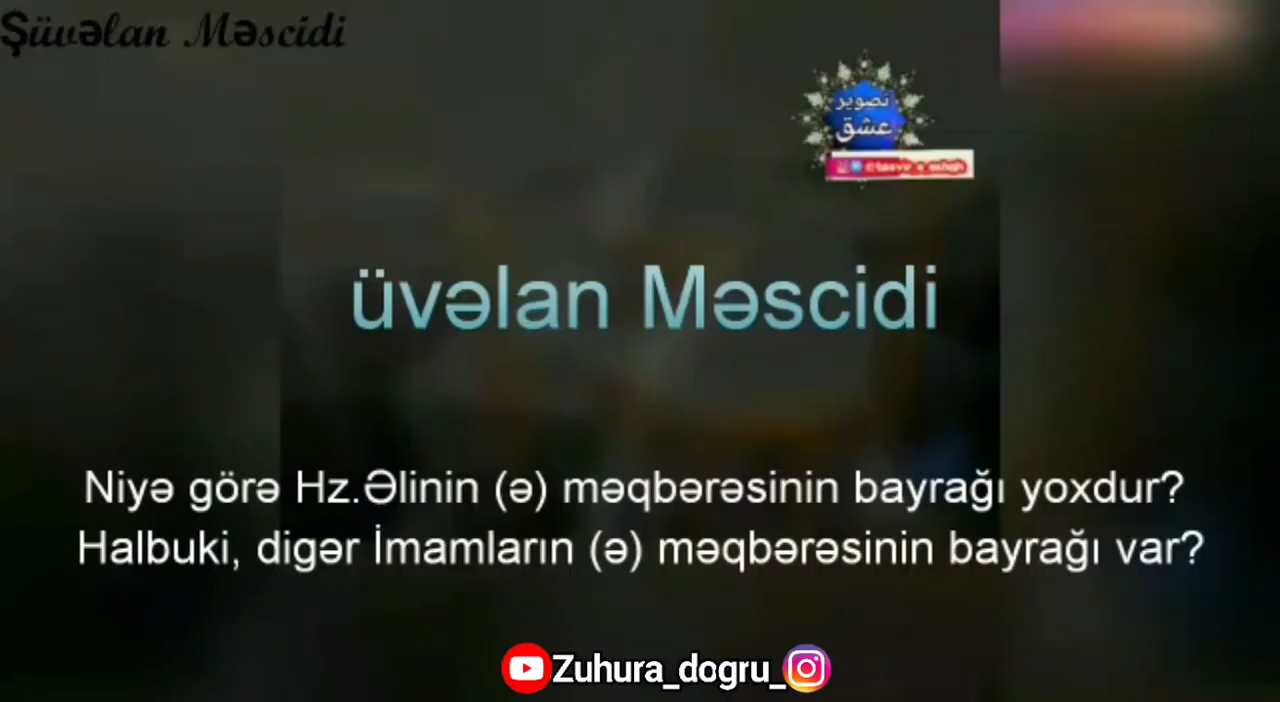 Şüvəlan Məscidi
تصویر
عشق
üvəlan Məscidi
Niyə görə Hz.Əlinin (ə) məqbərəsinin bayrağı yoxdur?
Halbuki, digər İmamların (ə) məqbərəsinin bayrağı var?
Zuhura_dogru_